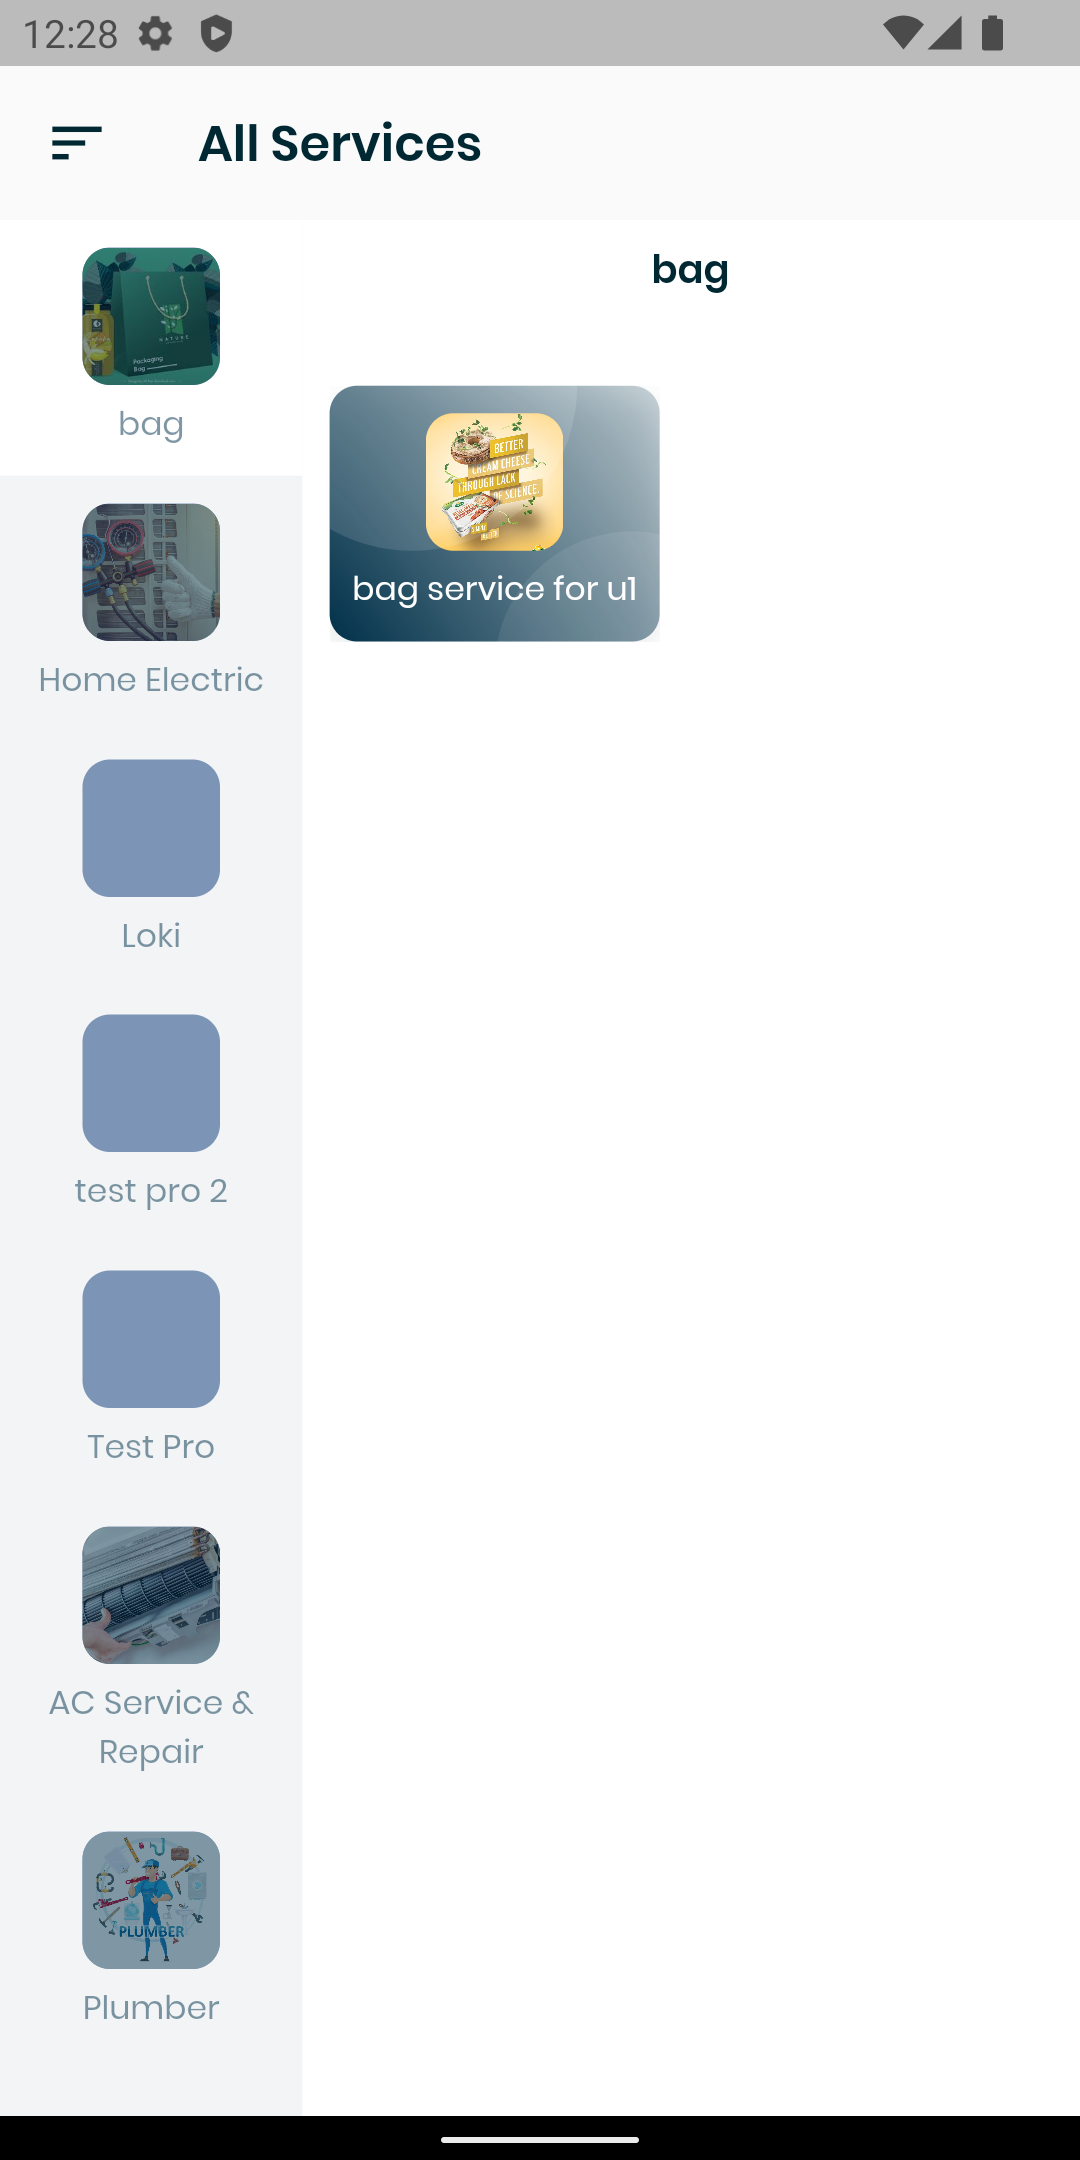 12:28
All Services
bag
NATURE
Packaging
Bag
bag
BETTER
CREAM CHEESE
THROUGH LACK
OF SCIENCE.
bag service for u1
Home Electric
Loki
test pro 2
Test Pro
AC Service &
Repair
PLUMBER
Plumber